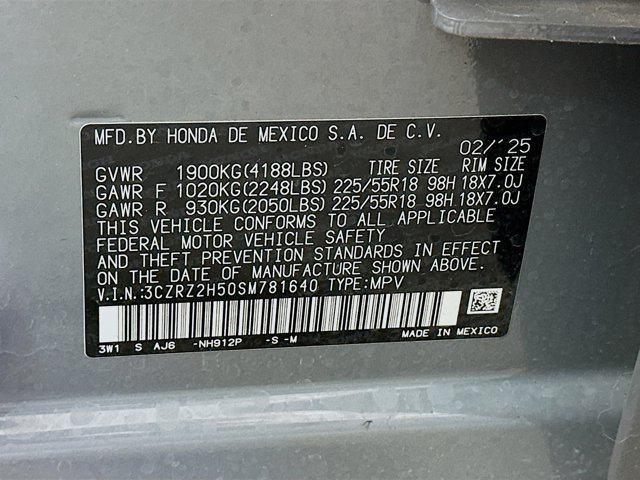 MFD.BY HONDA DE MEXICO S.A. DE C.V. 02/'25
GVWR 1900KG(4188LBS) TIRE SIZE RIM SIZE
GAWR F 1020KG(2248LBS) 225/55R18 98H 18X7.0J
GAWR R 930KG(2050LBS) 225/55R18 98H 18X7.0J
THIS VEHICLE CONFORMS TO ALL APPLICABLE
FEDERAL MOTOR VEHICLE SAFETY
AND THEFT PREVENTION STANDARDS IN EFFECT
ON THE DATE OF MANUFACTURE SHOWN ABOVE.
V.I.N.:3CZRZ2H50SM781640 TYPE:MPV
3W1 S AJ6 -NH912P -S-M MADE IN MEXICO